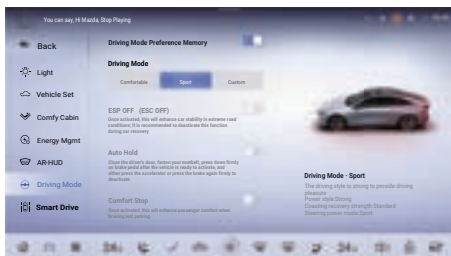 You can say, Hi Mazda, Stop Playing
Back
Light
Vehicle Set
Comfy Cabin
Energy Mgmt
AR-HUD
Driving Mode
Smart Drive
Driving Mode Preference Memory
Driving Mode
Comfortable
Sport
Custom
ESP OFF (ESC OFF)
Once activated, this will enhance car stability in extreme road
conditions; it is recommended to deactivate this function
during car recovery
Auto Hold
Close the driver's door, fasten your seatbelt, press down firmly
on brake pedal after the vehicle is ready to activate, and
either press the accelerator or press the brake again firmly to
deactivate
Comfort Stop
Once activated, this will enhance passenger comfort when
braking and parking
Driving Mode · Sport
The driving style is strong to provide driving
pleasure
Power style:Strong
Coasting recovery strength:Standard
Steering power mode:Sport